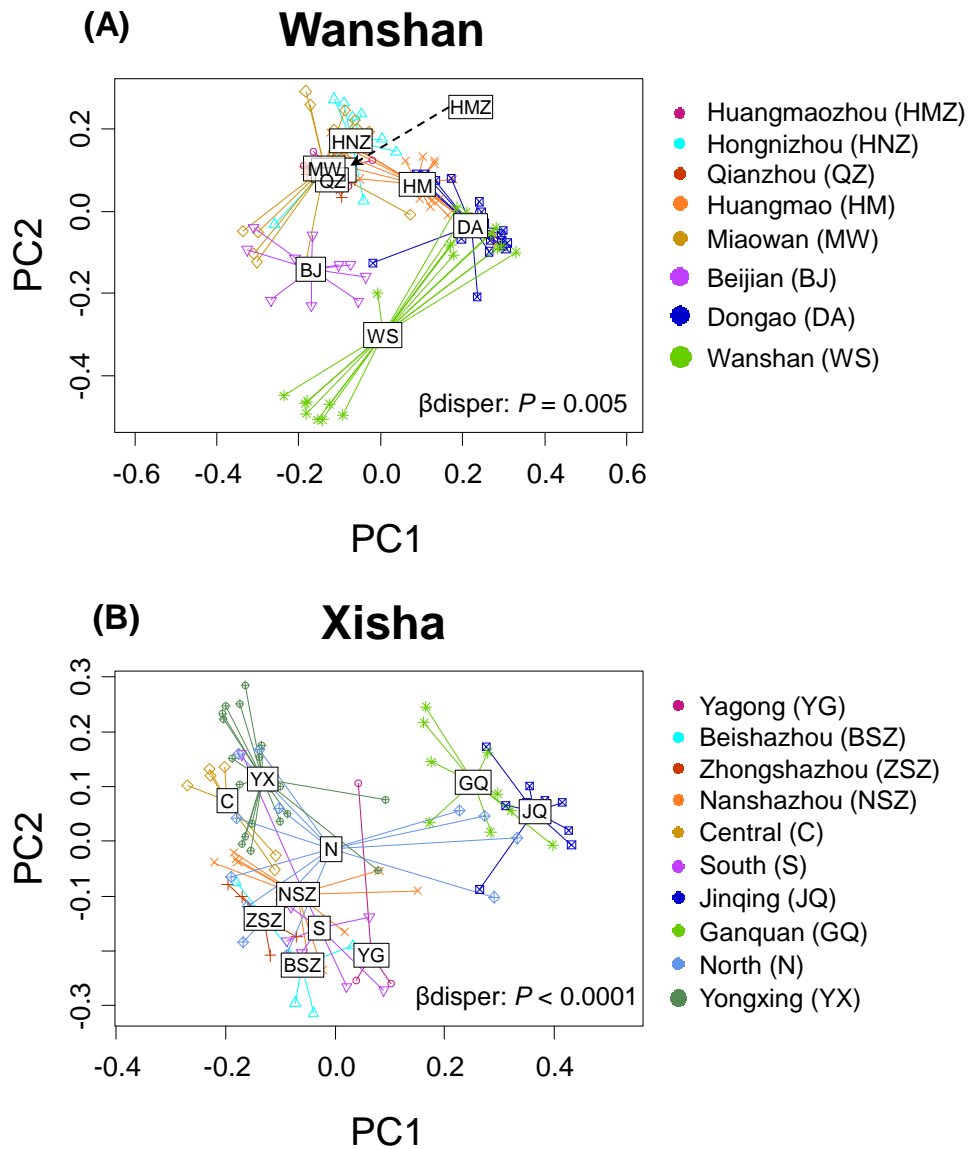 (A) Wanshan
PC2
0.2
0.0
-0.2
-0.4
HMZ
HNZ
MW
QZ
HM
DA
BJ
WS
βdisper: P = 0.005
-0.6 -0.4 -0.2 0.0 0.2 0.4 0.6
PC1
Huangmaozhou (HMZ)
Hongnizhou (HNZ)
Qianzhou (QZ)
Huangmao (HM)
Miaowan (MW)
Beijian (BJ)
Dongao (DA)
Wanshan (WS)
(B) Xisha
PC2
0.3
0.2
0.1
0.0
-0.1
-0.3
YX
C
GQ
JQ
N
NSZ
ZSZ
S
BSZ
YG
βdisper: P < 0.0001
-0.4 -0.2 0.0 0.2 0.4
PC1
Yagong (YG)
Beishazhou (BSZ)
Zhongshazhou (ZSZ)
Nanshazhou (NSZ)
Central (C)
South (S)
Jinqing (JQ)
Ganquan (GQ)
North (N)
Yongxing (YX)